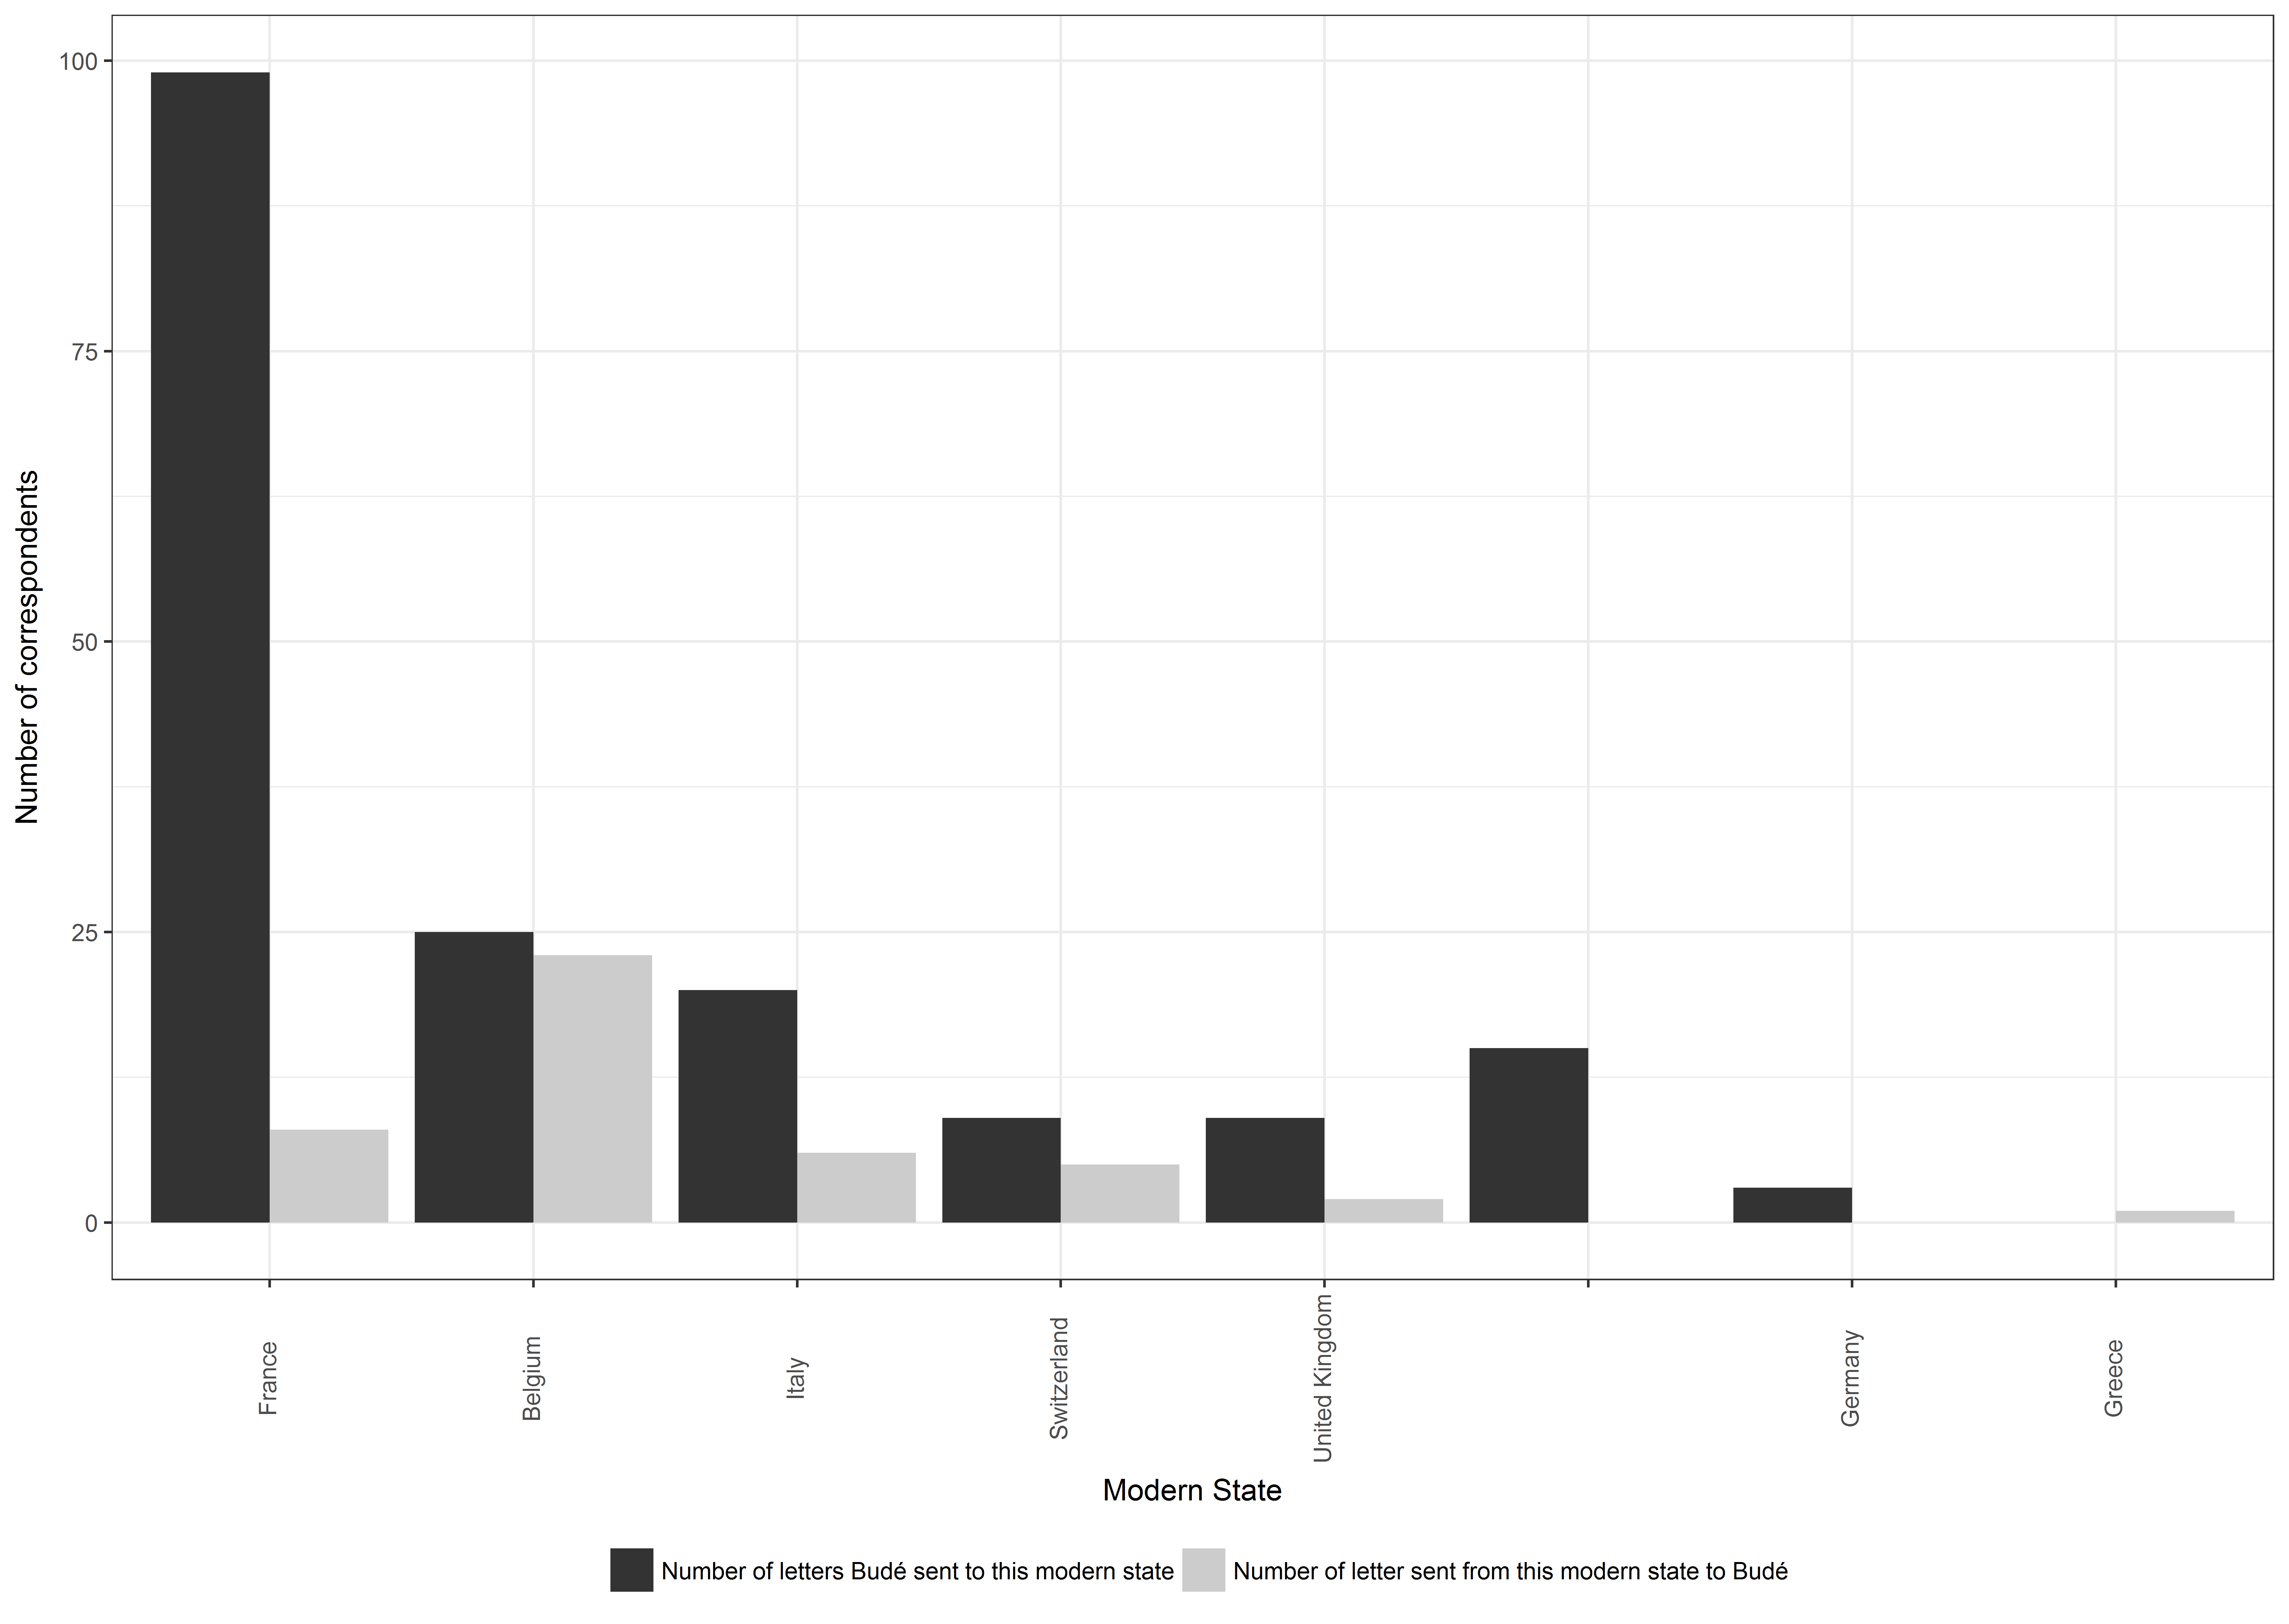 Number of correspondents
100
75
50
25
0
France
Belgium
Italy
Switzerland
United Kingdom
Germany
Greece
Modern State
Number of letters Budé sent to this modern state
Number of letter sent from this modern state to Budé